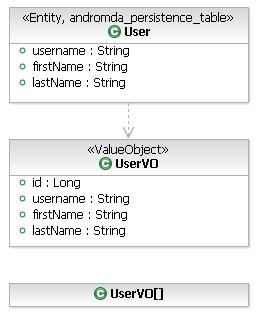 «Entity, andromda_persistence_table»
User
username : String
firstName : String
lastName : String
«ValueObject»
UserVO
id : Long
username : String
firstName : String
lastName : String
UserVO[]